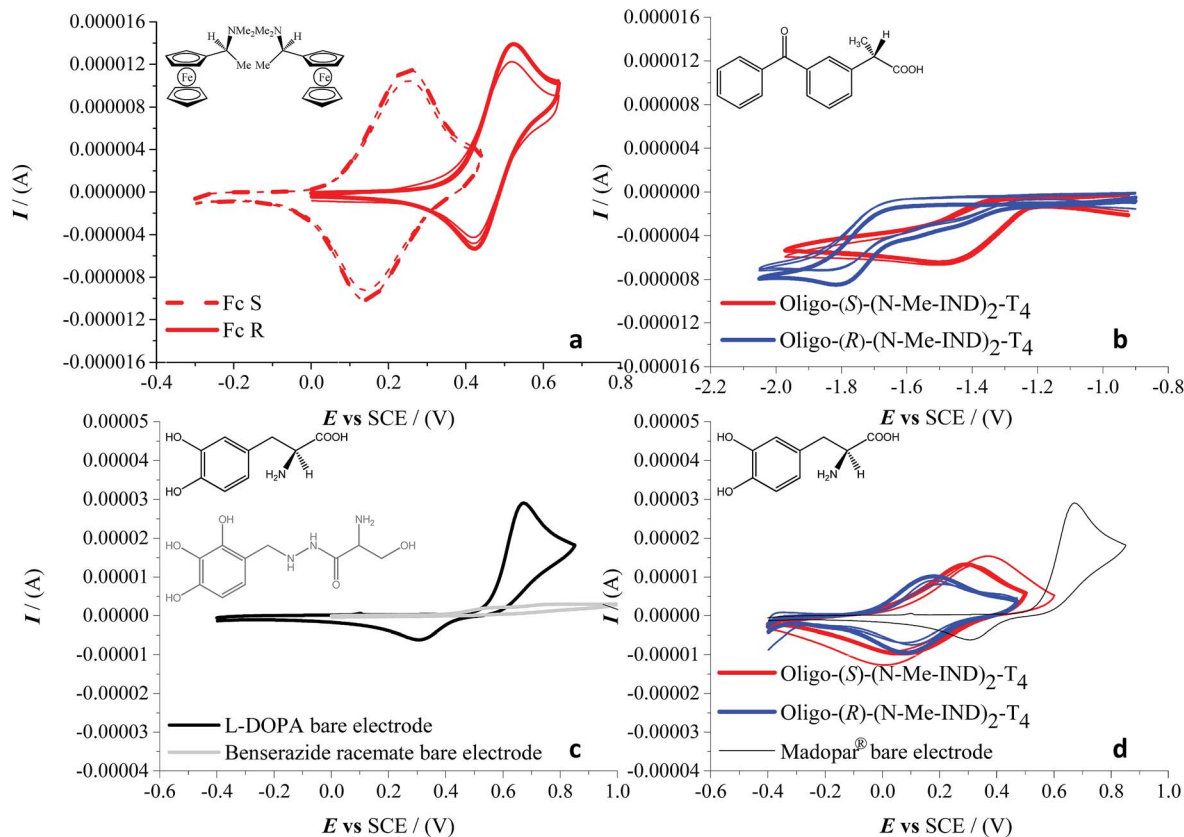 0.000016
0.000012
0.000008
0.000004
0.000000
-0.000004
-0.000008
-0.000012
-0.000016
I / (A)
H
NMe2Me2N
H
Me
Me
Fe
Fe
Fc S
Fc R
a
-0.4 -0.2 0.0 0.2 0.4 0.6 0.8
E vs SCE / (V)
0.000016
0.000012
0.000008
0.000004
0.000000
0.000004
0.000008
0.000012
0.000016
I / (A)
O
H3C
H
COOH
Oligo-(S)-(N-Me-IND)2-T4
Oligo-(R)-(N-Me-IND)2-T4
b
-2.2 -2.0 -1.8 -1.6 -1.4 -1.2 -1.0 -0.8
E vs SCE / (V)
0.00005
0.00004
0.00003
0.00002
0.00001
0.00000
-0.00001
-0.00002
-0.00003
-0.00004
I / (A)
HO
HO
COOH
H2N
H
OH
HO
HO
N
H
H
N
O
NH2
OH
L-DOPA bare electrode
Benserazide racemate bare electrode
c
-0.6 -0.4 -0.2 0.0 0.2 0.4 0.6 0.8 1.0
E vs SCE / (V)
0.00005
0.00004
0.00003
0.00002
0.00001
0.00000
-0.00001
-0.00002
-0.00003
-0.00004
I / (A)
HO
HO
COOH
H2N
H
Oligo-(S)-(N-Me-IND)2-T4
Oligo-(R)-(N-Me-IND)2-T4
Madopar® bare electrode
d
-0.6 -0.4 -0.2 0.0 0.2 0.4 0.6 0.8 1.0
E vs SCE / (V)